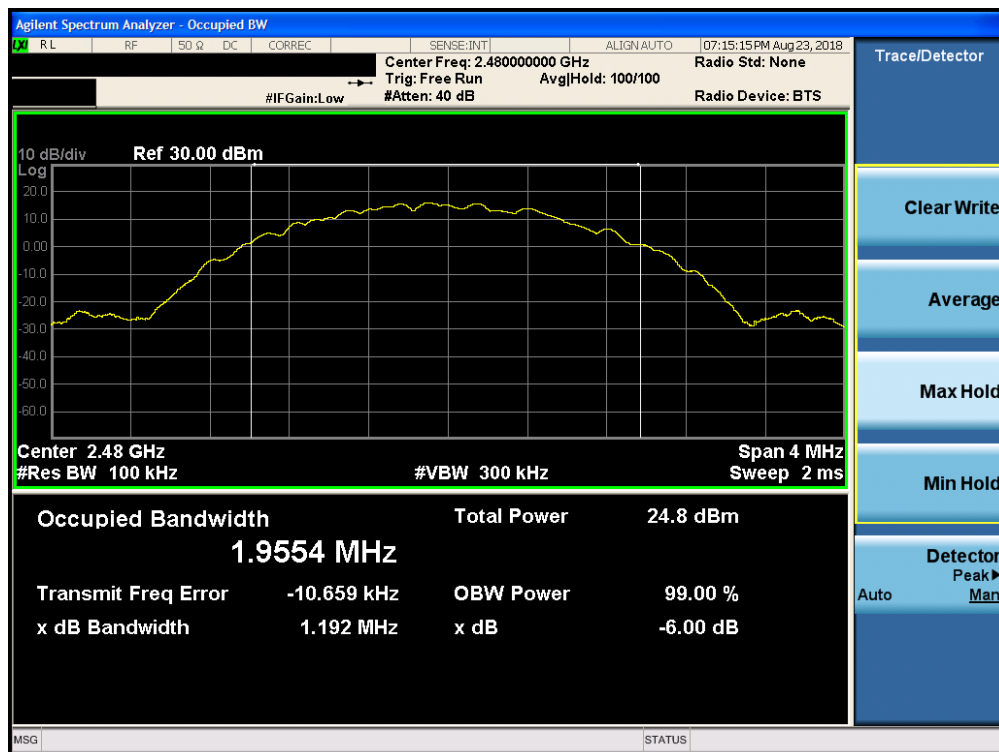 Agilent Spectrum Analyzer - Occupied BW
LXI RL RF 50 Ω DC CORREC SENSE:INT ALIGN AUTO 07:15:15 PM Aug 23, 2018
Center Freq: 2.480000000 GHz Radio Std: None
Trig: Free Run Avg|Hold: 100/100
#IFGain:Low #Atten: 40 dB Radio Device: BTS
Trace/Detector
10 dB/div Ref 30.00 dBm
Log
20.0
10.0
0.00
-10.0
-20.0
-30.0
-40.0
-50.0
-60.0
Center 2.48 GHz Span 4 MHz
#Res BW 100 kHz #VBW 300 kHz Sweep 2 ms
Occupied Bandwidth Total Power 24.8 dBm
1.9554 MHz
Transmit Freq Error -10.659 kHz OBW Power 99.00 %
x dB Bandwidth 1.192 MHz x dB -6.00 dB
Clear Write
Average
Max Hold
Min Hold
Detector
Peak▶
Auto Man
MSG STATUS